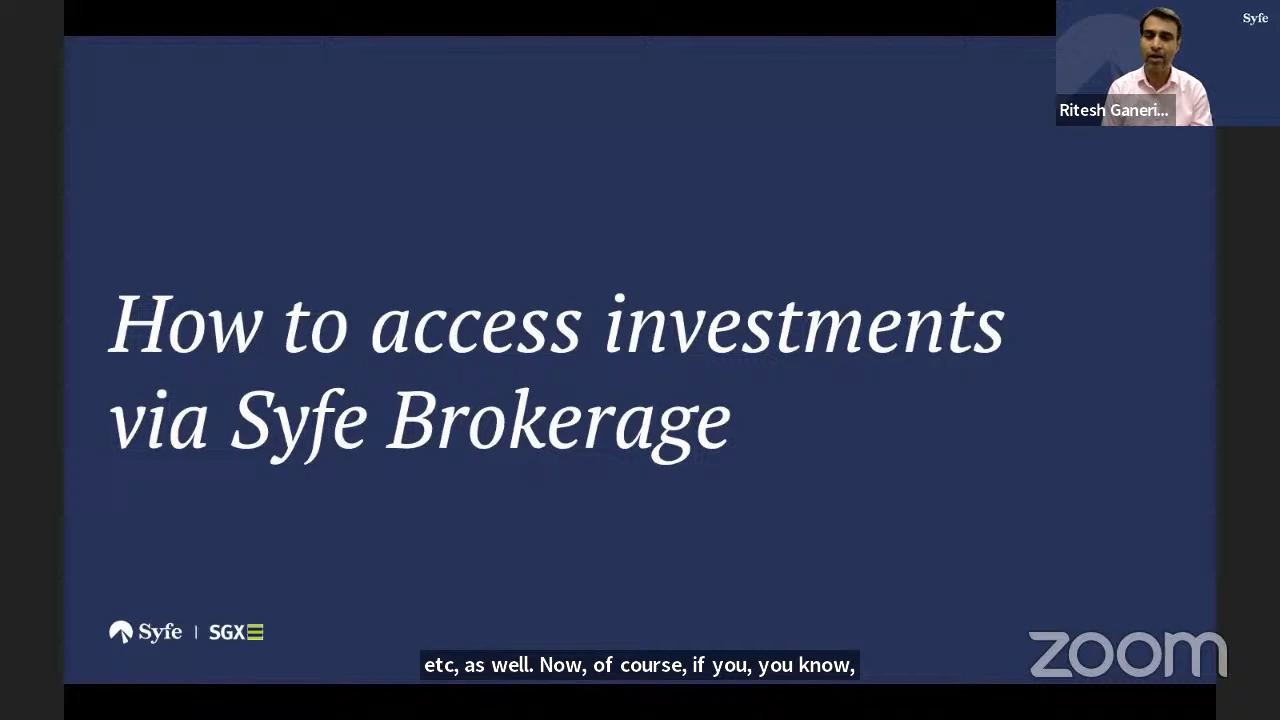 Syfe
Ritesh Ganeri...
How to access investments
via Syfe Brokerage
Syfe | SGX
etc, as well. Now, of course, if you, you know,
zoom